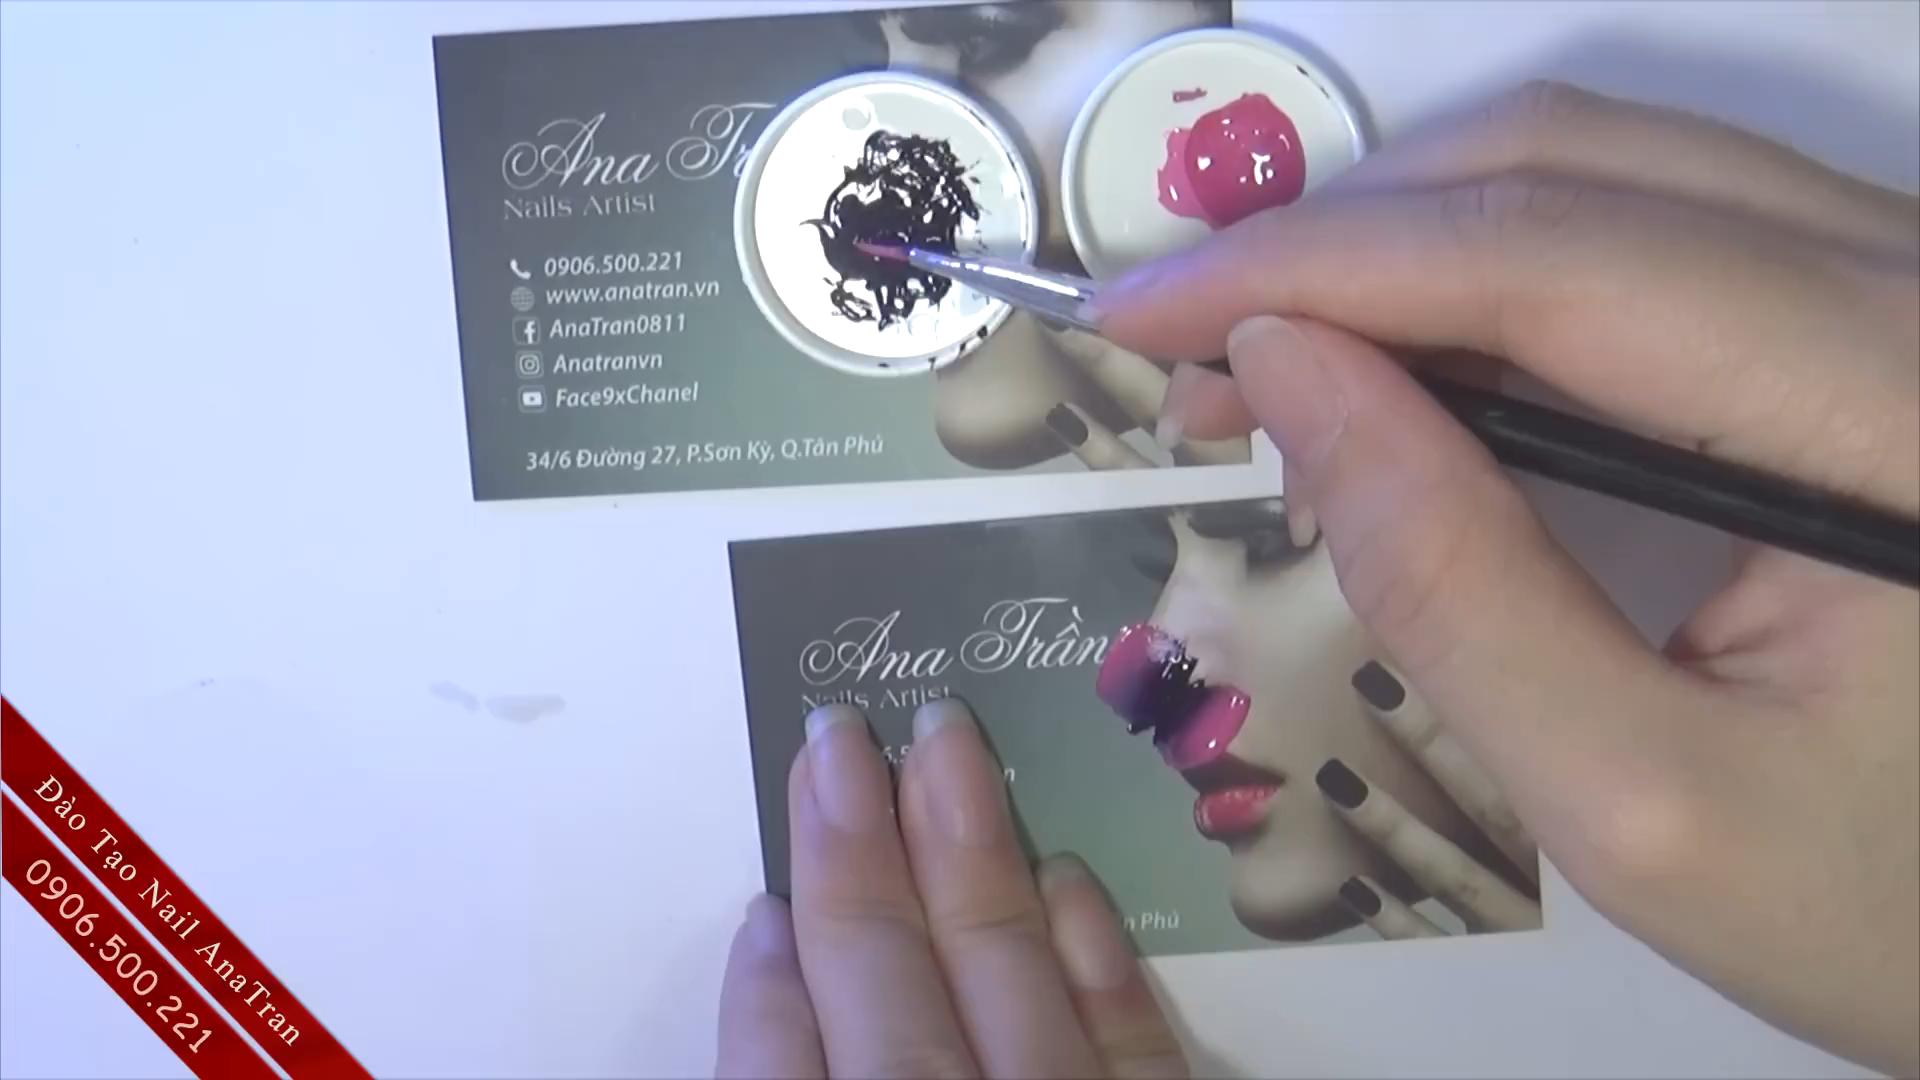 Ana
Nails Artist
0906.500.221
www.anatran.vn
AnaTran0811
Anatranvn
Face9xChanel
34/6 Đường 27, P.Sơn Kỳ, Q.Tân Phú
Ana Trần
Nails Artist
Phú
Đào Tạo Nail AnaTran
0906.500.221